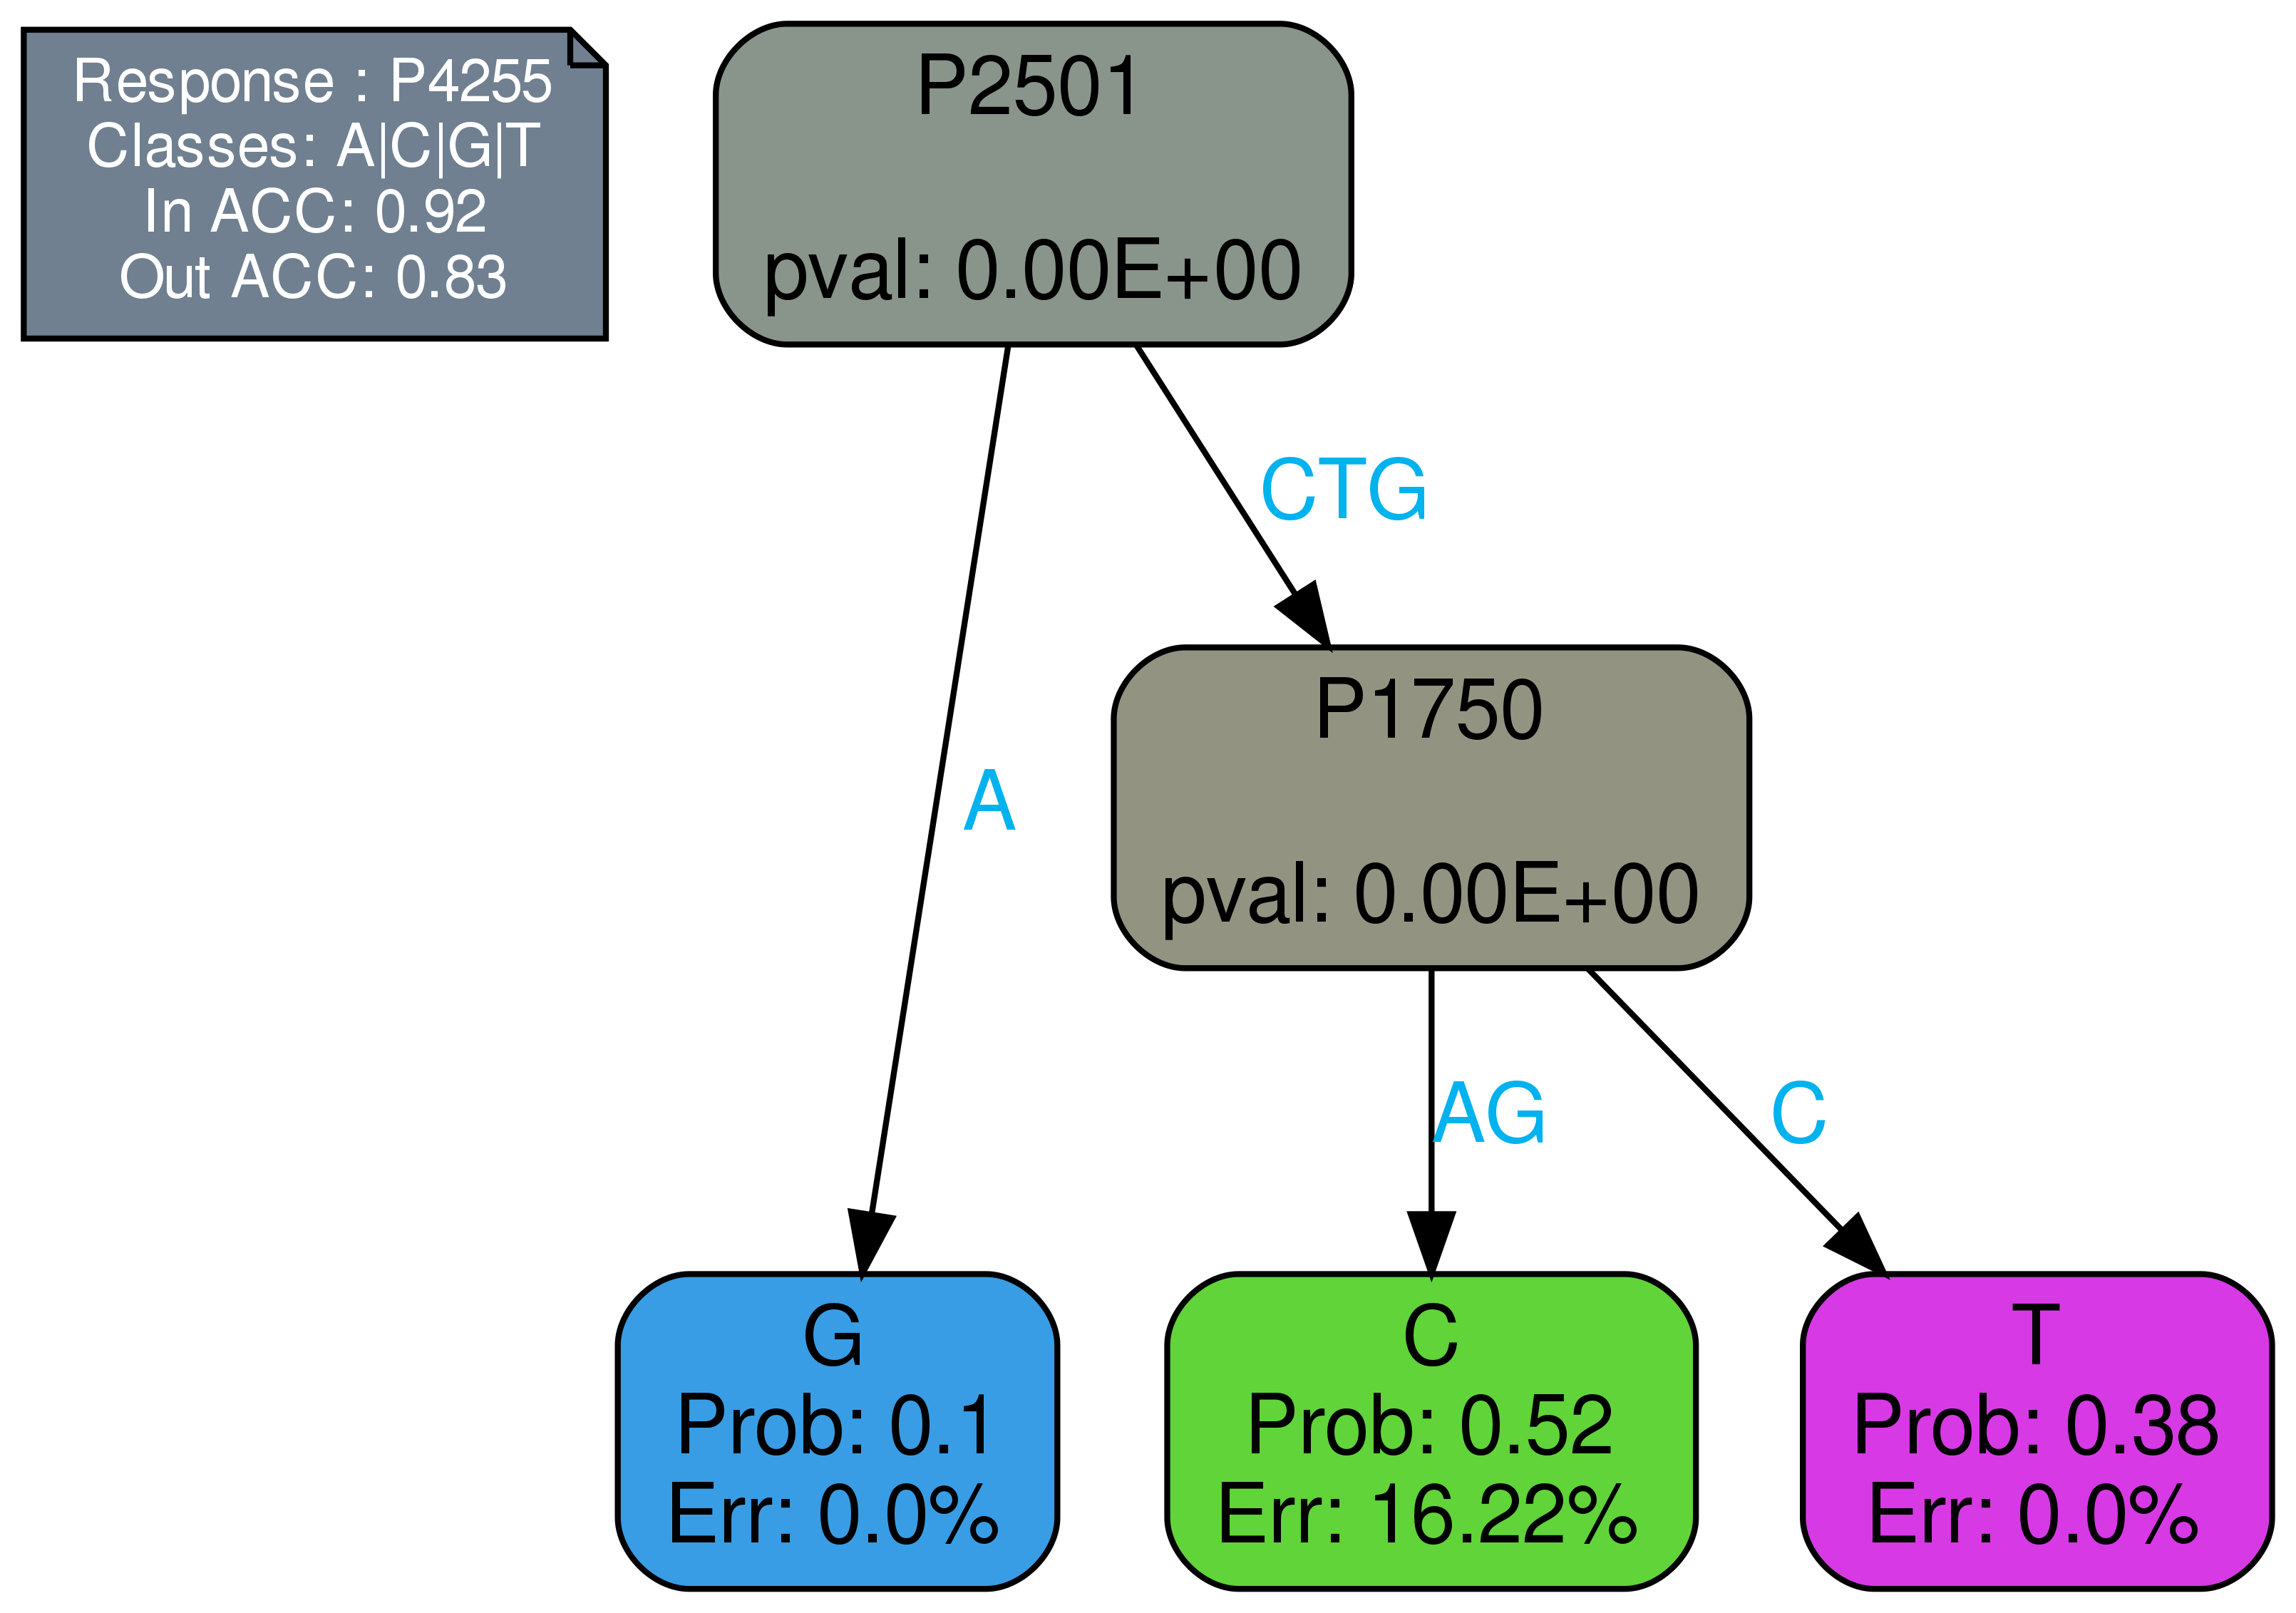 Response : P4255
Classes: A|C|G|T
In ACC: 0.92
Out ACC: 0.83
P2501
pval: 0.00E+00
CTG
P1750
pval: 0.00E+00
A
AG
C
G
Prob: 0.1
Err: 0.0%
C
Prob: 0.52
Err: 16.22%
T
Prob: 0.38
Err: 0.0%